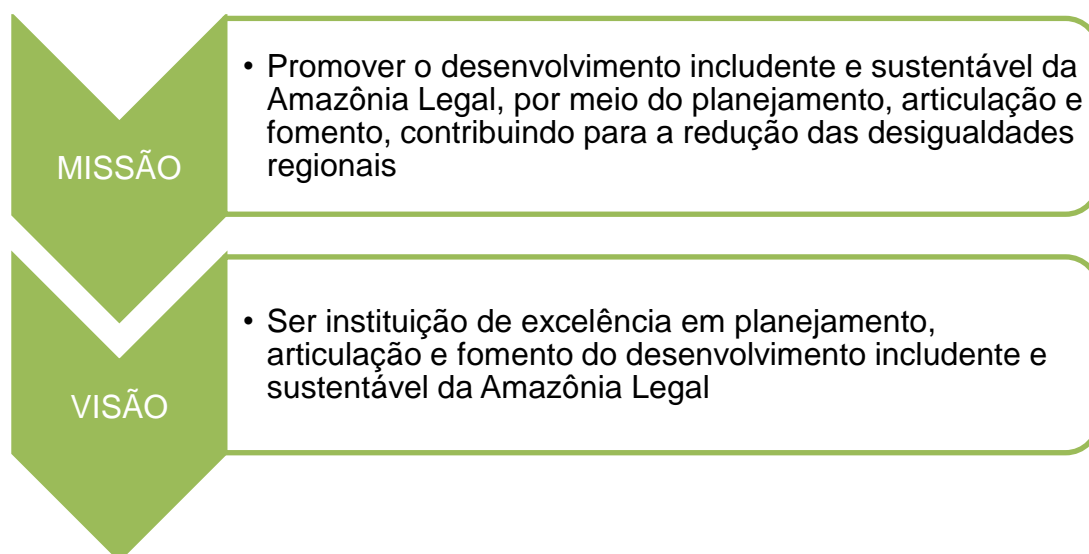 MISSÃO
• Promover o desenvolvimento includente e sustentável da
Amazônia Legal, por meio do planejamento, articulação e
fomento, contribuindo para a redução das desigualdades
regionais
VISÃO
• Ser instituição de excelência em planejamento,
articulação e fomento do desenvolvimento includente e
sustentável da Amazônia Legal